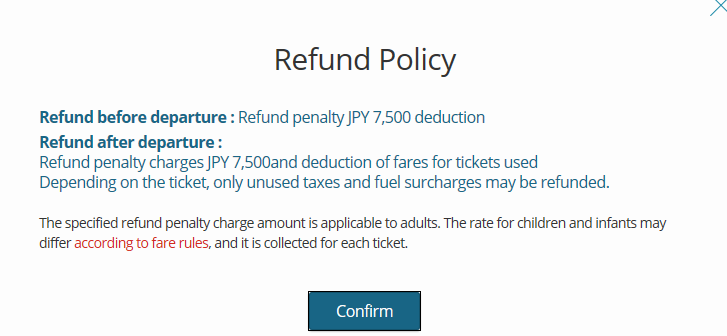 Refund Policy
Refund before departure : Refund penalty JPY 7,500 deduction
Refund after departure :
Refund penalty charges JPY 7,500and deduction of fares for tickets used
Depending on the ticket, only unused taxes and fuel surcharges may be refunded.
The specified refund penalty charge amount is applicable to adults. The rate for children and infants may
differ according to fare rules, and it is collected for each ticket.
Confirm